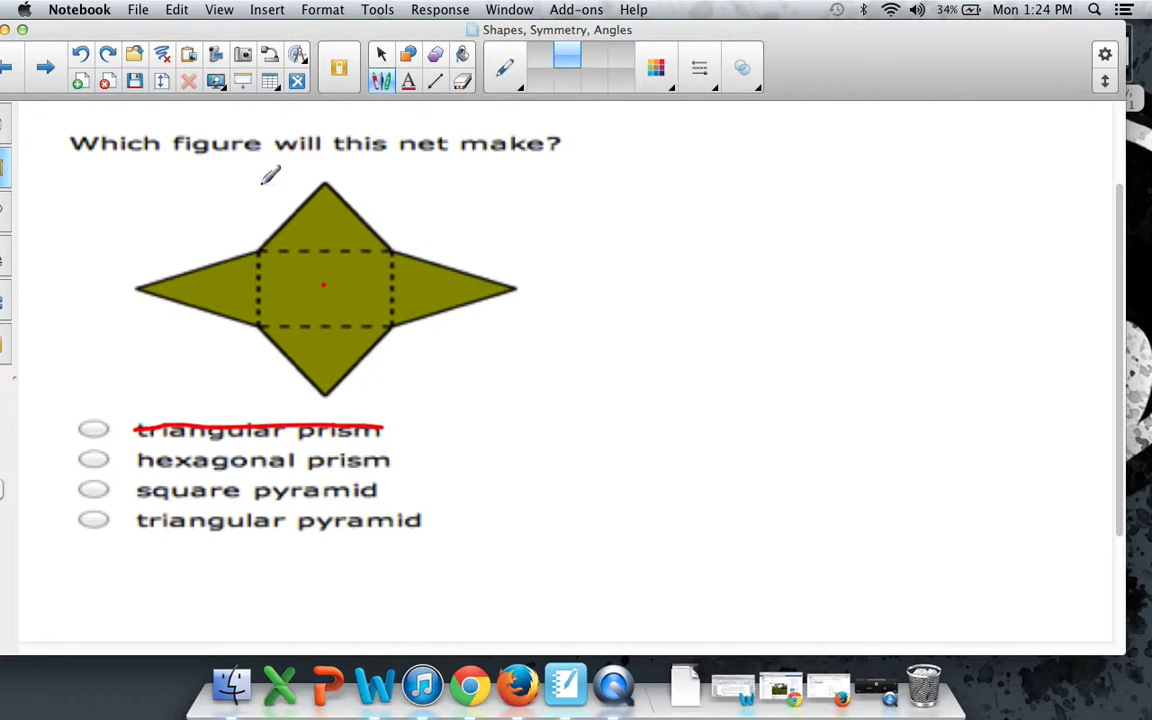 Notebook File Edit View Insert Format Tools Response Window Add-ons Help 34% Mon 1:24 PM
Shapes, Symmetry, Angles
Which figure will this net make?
triangular prism
hexagonal prism
square pyramid
triangular pyramid